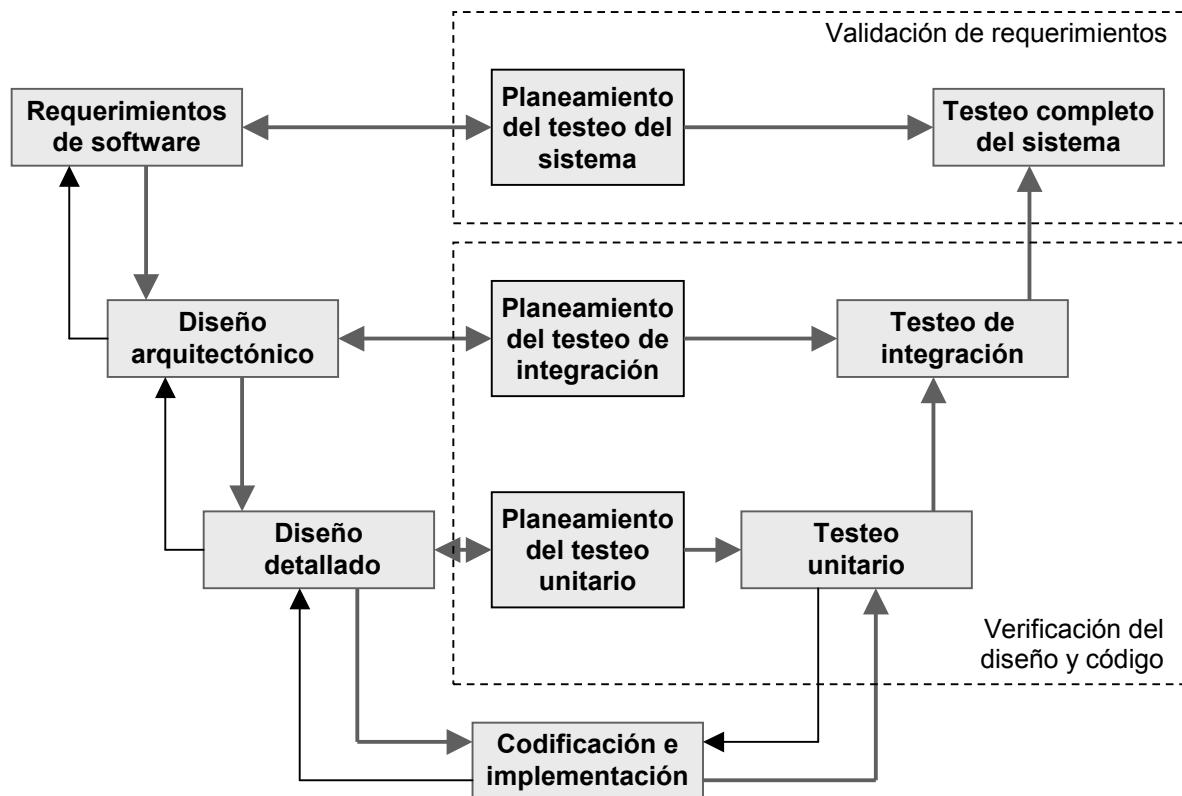 Validación de requerimientos
Requerimientos
de software
Planeamiento
del testeo del
sistema
Testeo completo
del sistema
Diseño
arquitectónico
Planeamiento
del testeo de
integración
Testeo de
integración
Diseño
detallado
Planeamiento
del testeo
unitario
Testeo
unitario
Verificación del
diseño y código
Codificación e
implementación